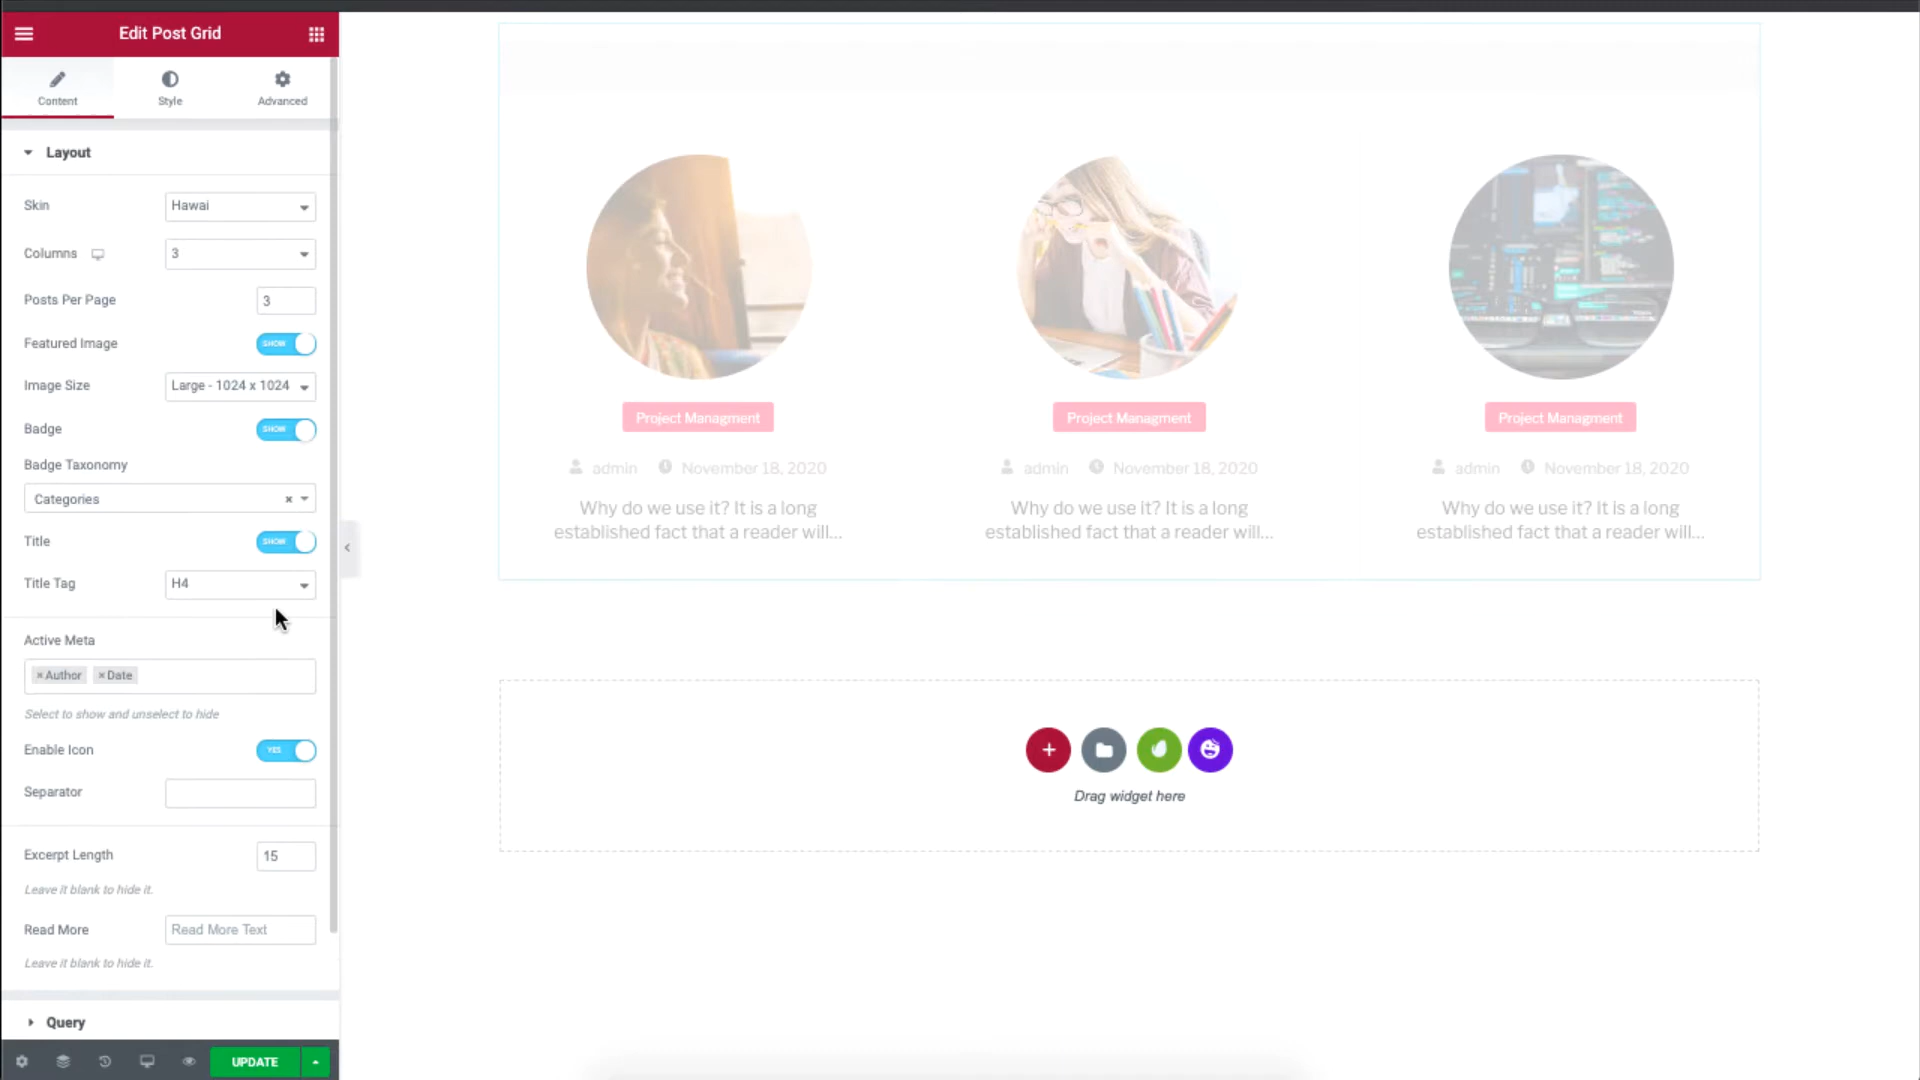 Edit Post Grid
Content
Style
Advanced
Layout
Skin
Hawai
Columns
3
Posts Per Page
3
Featured Image
SHOW
Image Size
Large - 1024 x 1024
Badge
SHOW
Badge Taxonomy
Categories
Title
SHOW
Title Tag
H4
Active Meta
×Author ×Date
Select to show and unselect to hide
Enable Icon
YES
Separator
Excerpt Length
15
Leave it blank to hide it.
Read More
Read More Text
Leave it blank to hide it.
Query
UPDATE
Project Managment
admin November 18, 2020
Why do we use it? It is a long
established fact that a reader will...
Project Managment
admin November 18, 2020
Why do we use it? It is a long
established fact that a reader will...
Project Managment
admin November 18, 2020
Why do we use it? It is a long
established fact that a reader will...
Drag widget here